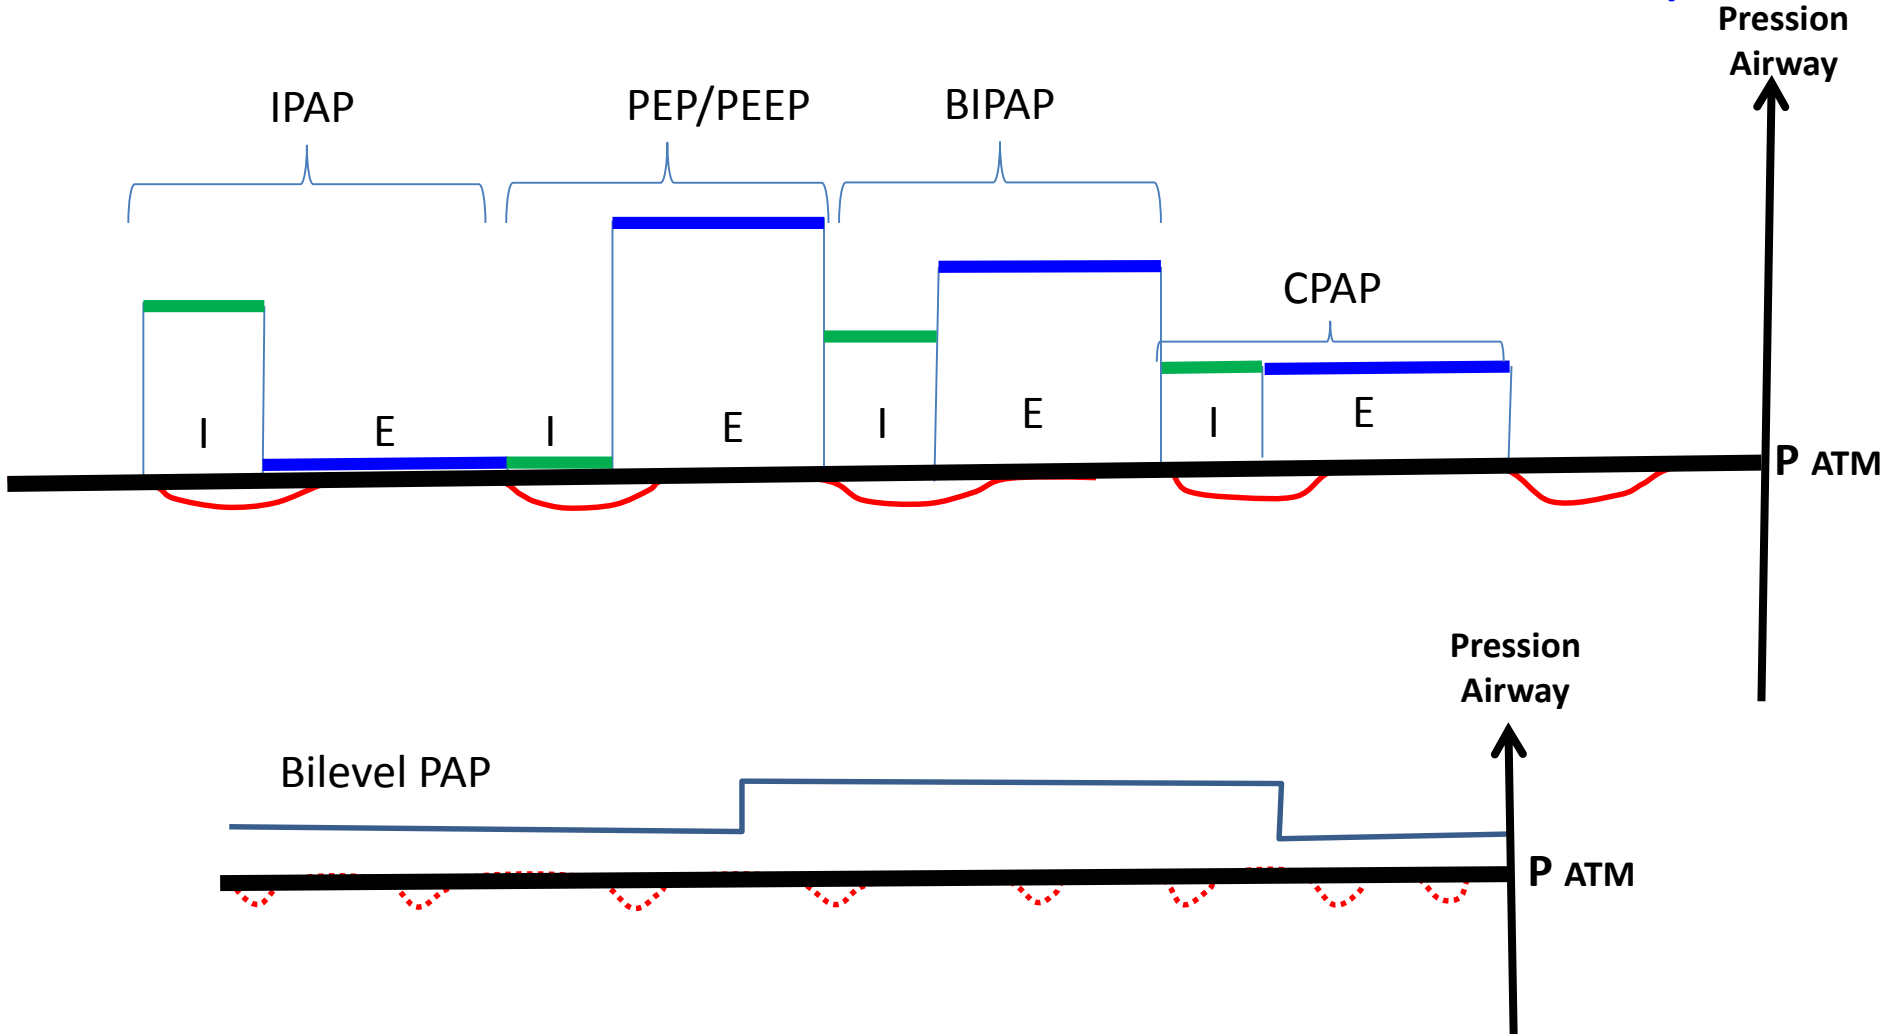 Pression
Airway
IPAP
PEP/PEEP
BIPAP
CPAP
I
E
I
E
I
E
I
E
P ATM
Pression
Airway
Bilevel PAP
P ATM